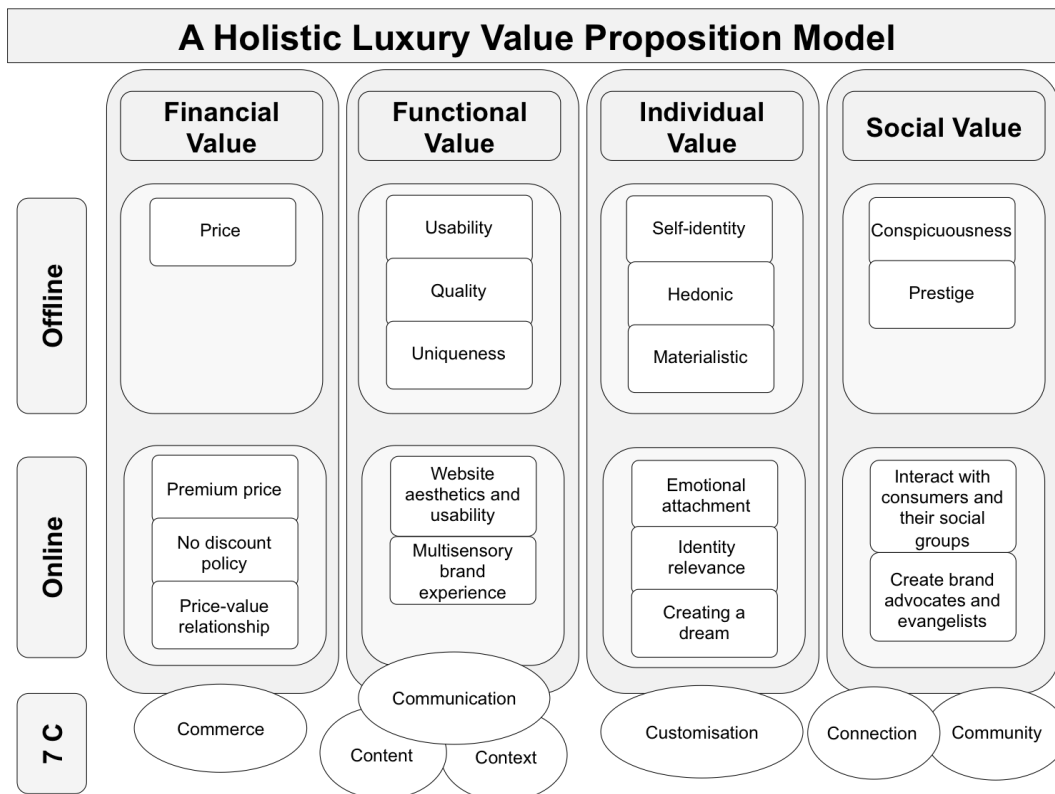 A Holistic Luxury Value Proposition Model
Financial
Value
Functional
Value
Individual
Value
Social Value
Offline
Price
Usability
Quality
Uniqueness
Self-identity
Hedonic
Materialistic
Conspicuousness
Prestige
Online
Premium price
No discount
policy
Price-value
relationship
Website
aesthetics and
usability
Multisensory
brand
experience
Emotional
attachment
Identity
relevance
Creating a
dream
Interact with
consumers and
their social
groups
Create brand
advocates and
evangelists
7 C
Commerce
Communication
Content
Context
Customisation
Connection
Community